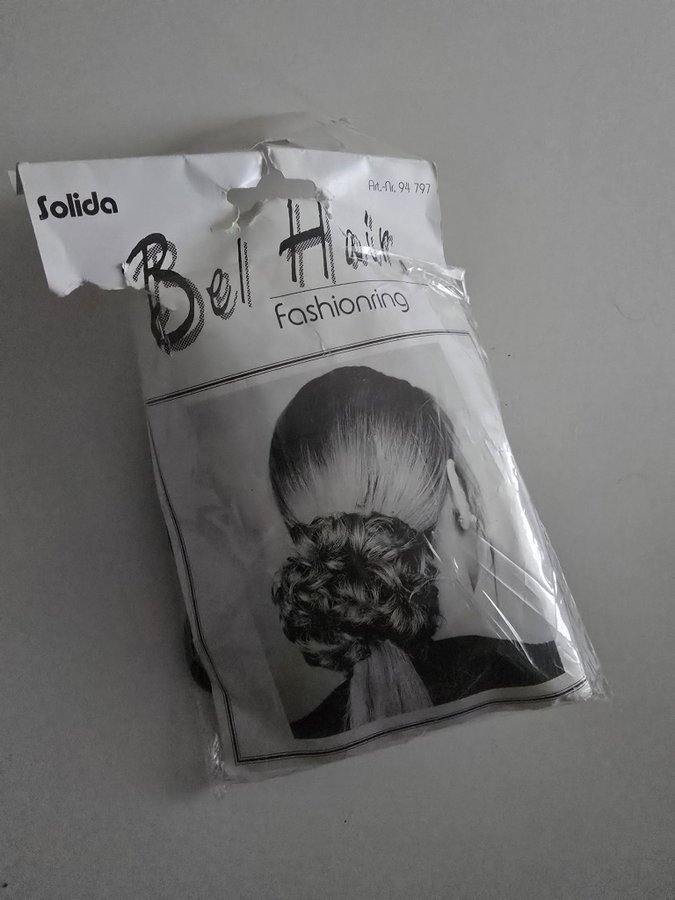 Solida
Art.-Nr. 94 797
Bel Hair
Fashionring